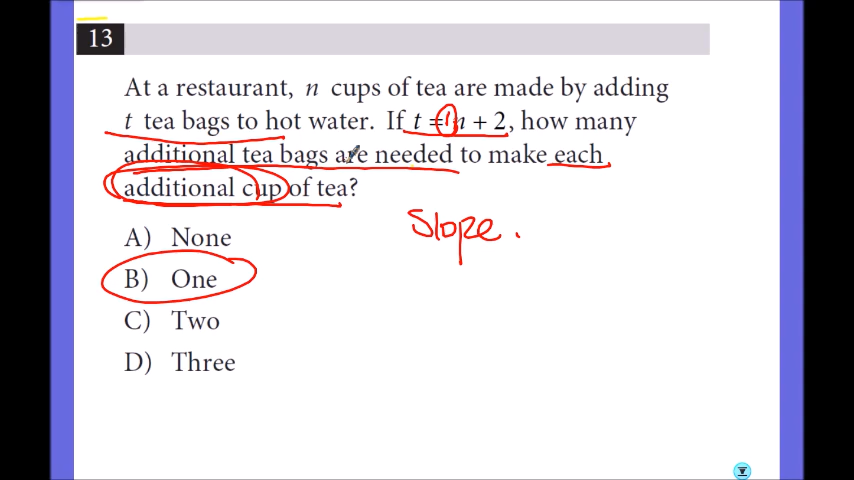 13
At a restaurant, n cups of tea are made by adding
t tea bags to hot water. If t = 1n + 2, how many
additional tea bags are needed to make each
additional cup of tea?
Slope.
A) None
B) One
C) Two
D) Three